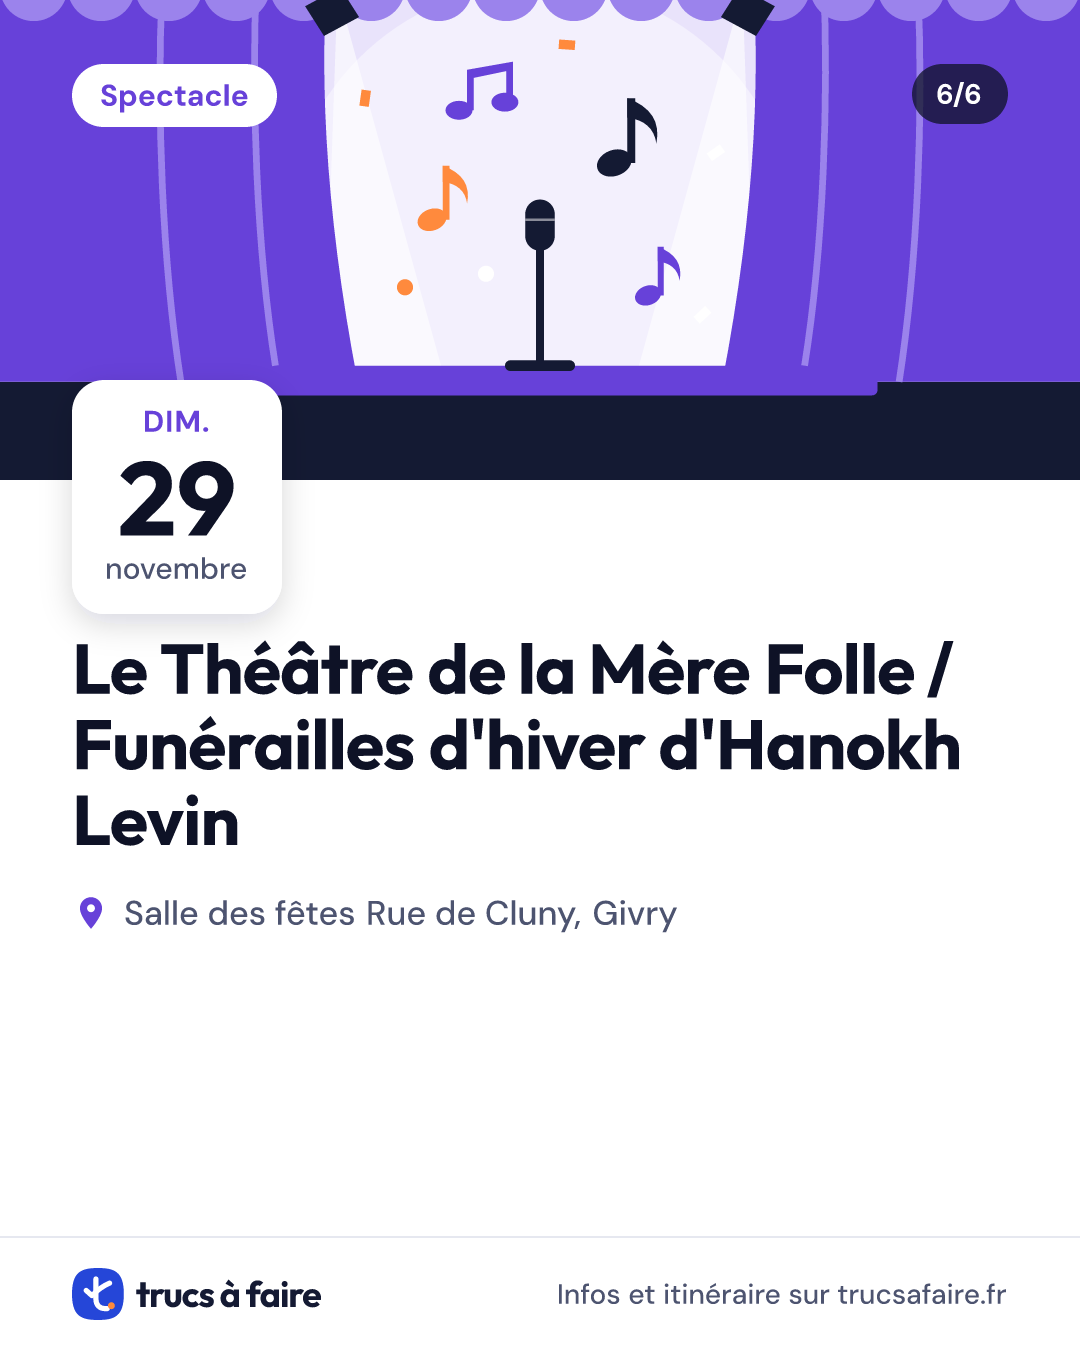 Spectacle
6/6
DIM.
29
novembre
Le Théâtre de la Mère Folle /
Funérailles d'hiver d'Hanokh
Levin
Salle des fêtes Rue de Cluny, Givry
trucs à faire
Infos et itinéraire sur trucsafaire.fr